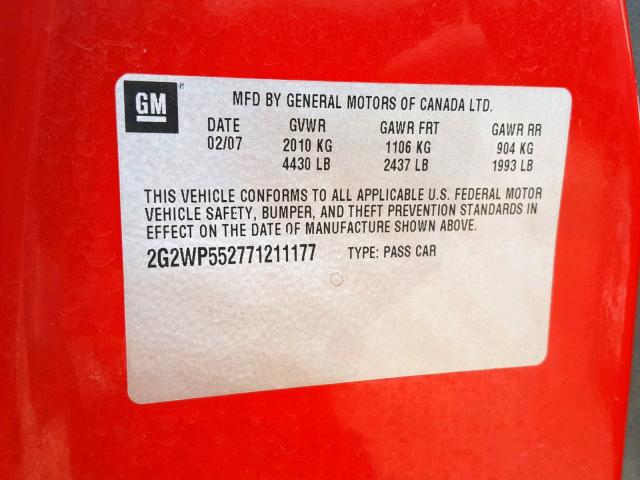 GM
MFD BY GENERAL MOTORS OF CANADA LTD.
DATE GVWR GAWR FRT GAWR RR
02/07 2010 KG 1106 KG 904 KG
4430 LB 2437 LB 1993 LB
THIS VEHICLE CONFORMS TO ALL APPLICABLE U.S. FEDERAL MOTOR
VEHICLE SAFETY, BUMPER, AND THEFT PREVENTION STANDARDS IN
EFFECT ON THE DATE OF MANUFACTURE SHOWN ABOVE.
2G2WP552771211177 TYPE: PASS CAR